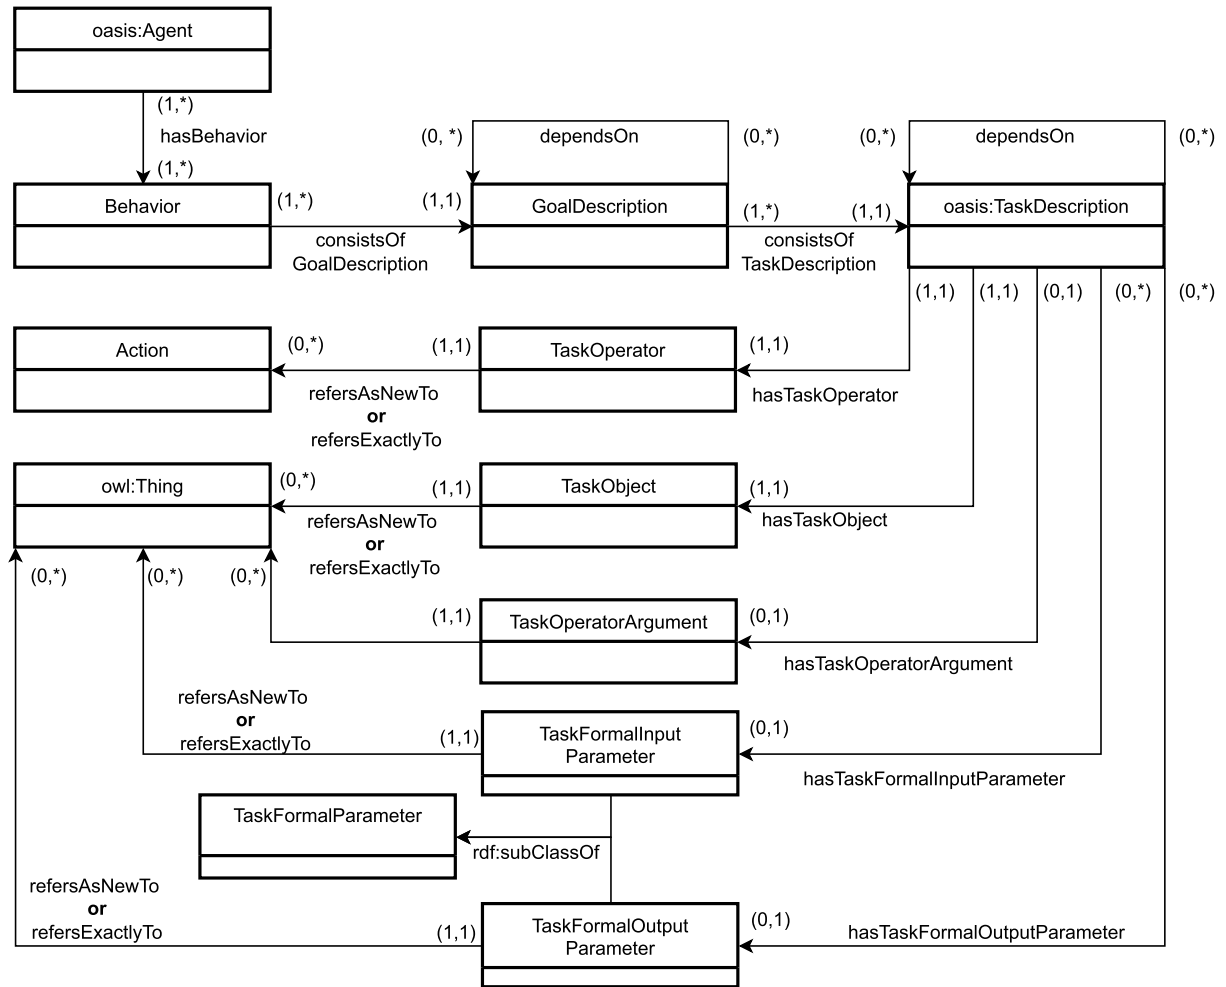 oasis:Agent
(1,*)
hasBehavior
(1,*)
(0, *)
dependsOn
(0,*)
(0,*)
dependsOn
(0,*)
Behavior
(1,*)
(1,1)
GoalDescription
(1,*)
(1,1)
oasis:TaskDescription
consistsOf
GoalDescription
consistsOf
TaskDescription
(1,1)
(1,1)
(0,1)
(0,*)
(0,*)
Action
(0,*)
(1,1)
TaskOperator
(1,1)
refersAsNewTo
or
refersExactlyTo
hasTaskOperator
owl:Thing
(0,*)
(1,1)
TaskObject
(1,1)
refersAsNewTo
or
refersExactlyTo
hasTaskObject
(0,*)
(0,*)
(0,*)
(1,1)
TaskOperatorArgument
(0,1)
hasTaskOperatorArgument
refersAsNewTo
or
refersExactlyTo
(1,1)
TaskFormalInput
Parameter
(0,1)
hasTaskFormalInputParameter
TaskFormalParameter
rdf:subClassOf
refersAsNewTo
or
refersExactlyTo
(1,1)
TaskFormalOutput
Parameter
(0,1)
hasTaskFormalOutputParameter